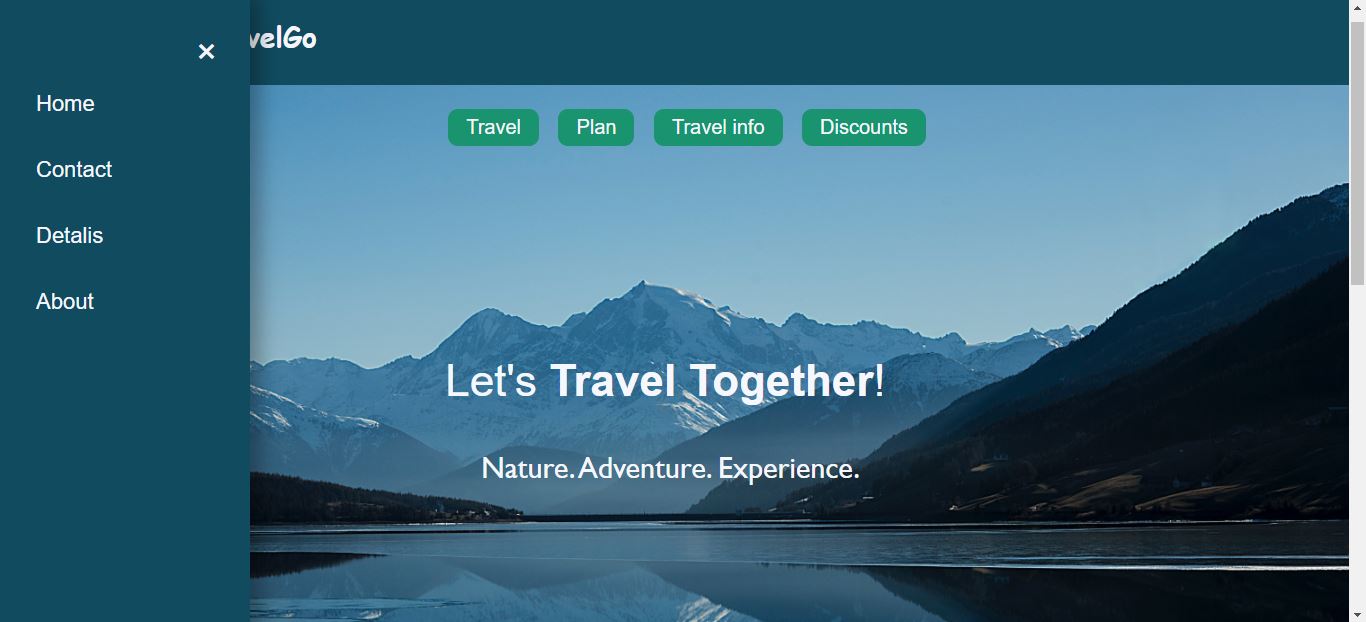 velGo
×
Home
Contact
Detalis
About
Travel Plan Travel info Discounts
Let's Travel Together!
Nature. Adventure. Experience.